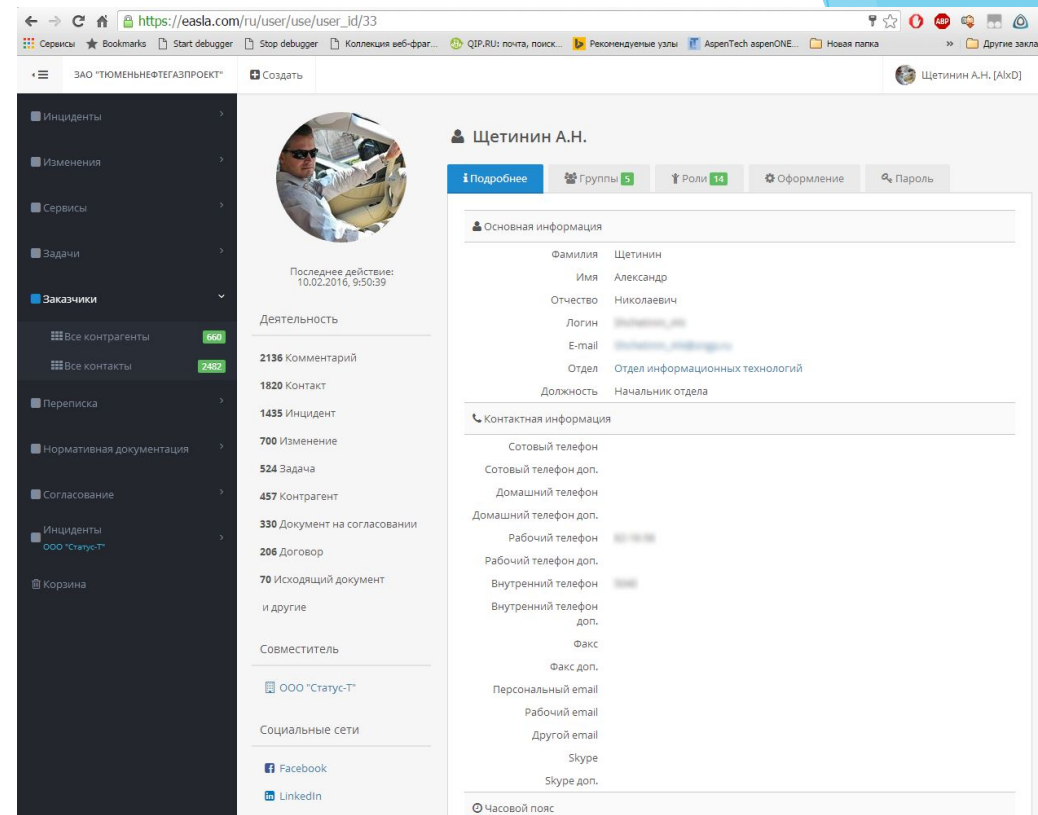 https://easla.com/ru/user/use/user_id/33
Сервисы Bookmarks Start debugger Stop debugger Коллекция веб-фраг... QIP.RU: почта, поиск... Рекомендуемые узлы AspenTech aspenONE... Новая папка » Другие закла
ЗАО "ТЮМЕНЬНЕФТЕГАЗПРОЕКТ" Создать Щетинин А.Н. [AlxD]
Инциденты
Изменения
Сервисы
Задачи
Заказчики
Все контрагенты 660
Все контакты 2482
Переписка
Нормативная документация
Согласование
Инциденты
ООО "Статус-Т"
Корзина
Последнее действие:
10.02.2016, 9:50:39
Деятельность
2136 Комментарий
1820 Контакт
1435 Инцидент
700 Изменение
524 Задача
457 Контрагент
330 Документ на согласовании
206 Договор
70 Исходящий документ
и другие
Совместитель
ООО "Статус-Т"
Социальные сети
Facebook
LinkedIn
Щетинин А.Н.
Подробнее Группы 5 Роли 14 Оформление Пароль
Основная информация
Фамилия Щетинин
Имя Александр
Отчество Николаевич
Логин
E-mail
Отдел Отдел информационных технологий
Должность Начальник отдела
Контактная информация
Сотовый телефон
Сотовый телефон доп.
Домашний телефон
Домашний телефон доп.
Рабочий телефон
Рабочий телефон доп.
Внутренний телефон
Внутренний телефон
доп.
Факс
Факс доп.
Персональный email
Рабочий email
Другой email
Skype
Skype доп.
Часовой пояс